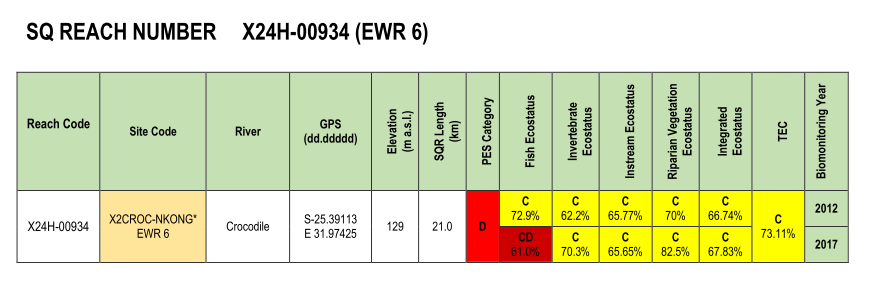 SQ REACH NUMBER X24H-00934 (EWR 6)
Reach Code
Site Code
River
GPS
(dd.ddddd)
Elevation
(m a.s.l.)
SQR Length
(km)
PES Category
Fish Ecostatus
Invertebrate
Ecostatus
Instream Ecostatus
Riparian Vegetation
Ecostatus
Integrated
Ecostatus
TEC
Biomonitoring Year
X24H-00934
X2CROC-NKONG*
EWR 6
Crocodile
S-25.39113
E 31.97425
129
21.0
D
C
72.9%
C
62.2%
C
65.77%
C
70%
C
66.74%
C
73.11%
2012
CD
61.0%
C
70.3%
C
65.65%
C
82.5%
C
67.83%
2017